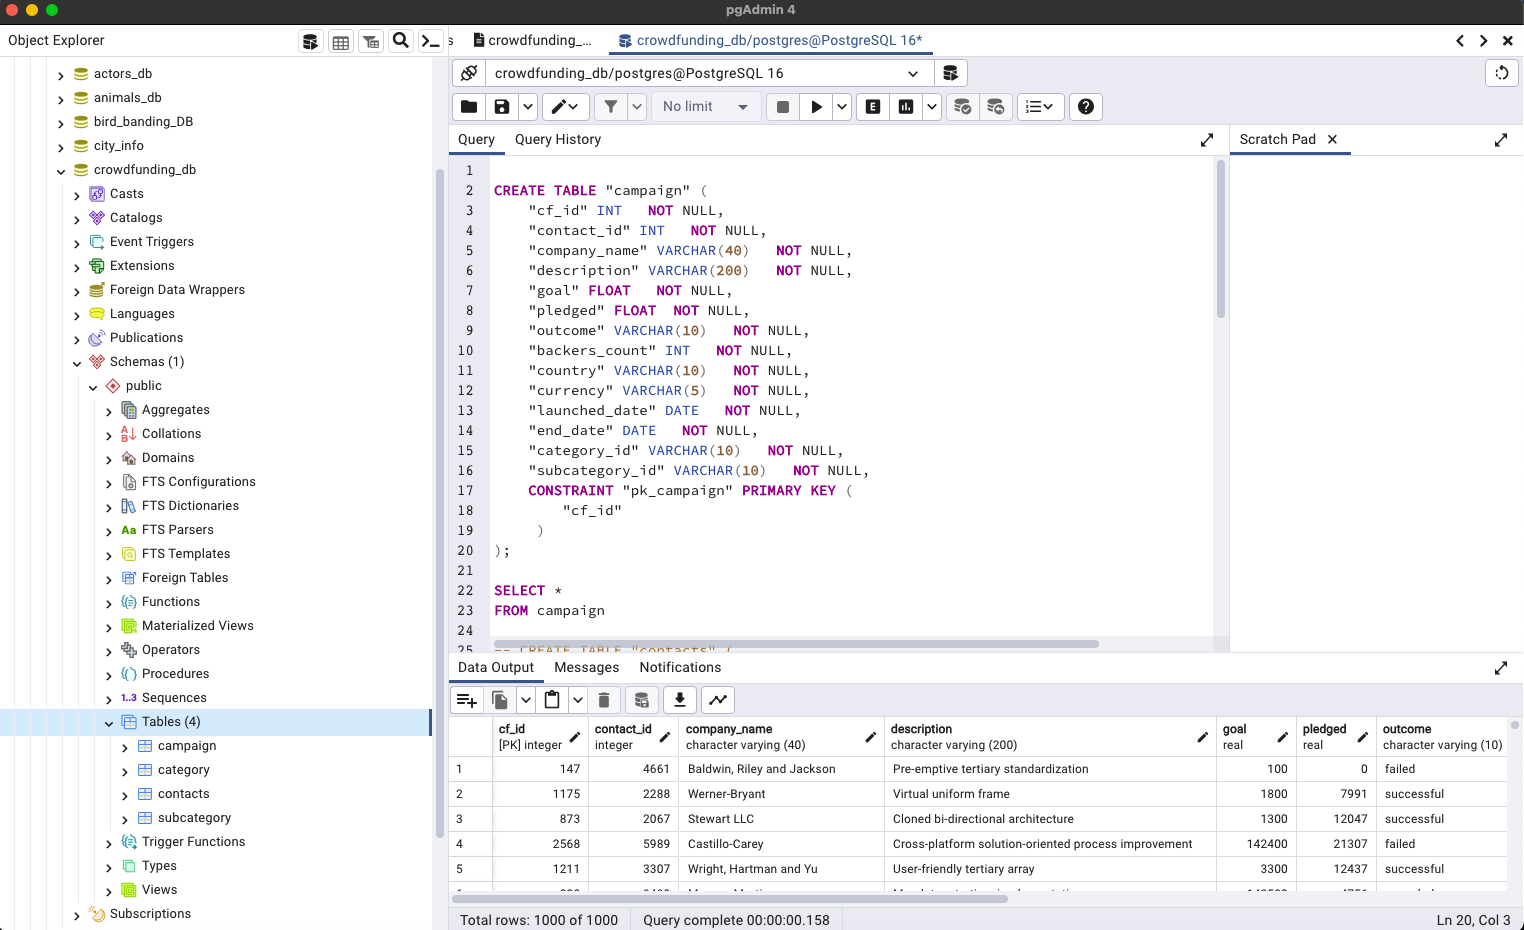 pgAdmin 4
Object Explorer
crowdfunding_...
crowdfunding_db/postgres@PostgreSQL 16*
actors_db
animals_db
bird_banding_DB
city_info
crowdfunding_db
Casts
Catalogs
Event Triggers
Extensions
Foreign Data Wrappers
Languages
Publications
Schemas (1)
public
Aggregates
Collations
Domains
FTS Configurations
FTS Dictionaries
FTS Parsers
FTS Templates
Foreign Tables
Functions
Materialized Views
Operators
Procedures
1..3 Sequences
Tables (4)
campaign
category
contacts
subcategory
Trigger Functions
Types
Views
Subscriptions
crowdfunding_db/postgres@PostgreSQL 16
No limit
E
Query Query History
Scratch Pad
1
2 CREATE TABLE "campaign" (
3 "cf_id" INT NOT NULL,
4 "contact_id" INT NOT NULL,
5 "company_name" VARCHAR(40) NOT NULL,
6 "description" VARCHAR(200) NOT NULL,
7 "goal" FLOAT NOT NULL,
8 "pledged" FLOAT NOT NULL,
9 "outcome" VARCHAR(10) NOT NULL,
10 "backers_count" INT NOT NULL,
11 "country" VARCHAR(10) NOT NULL,
12 "currency" VARCHAR(5) NOT NULL,
13 "launched_date" DATE NOT NULL,
14 "end_date" DATE NOT NULL,
15 "category_id" VARCHAR(10) NOT NULL,
16 "subcategory_id" VARCHAR(10) NOT NULL,
17 CONSTRAINT "pk_campaign" PRIMARY KEY (
18 "cf_id"
19 )
20 );
21
22 SELECT *
23 FROM campaign
24
25 -- CREATE TABLE "contacts" (
Data Output Messages Notifications
cf_id contact_id company_name description goal pledged outcome
[PK] integer integer character varying (40) character varying (200) real real character varying (10)
1 147 4661 Baldwin, Riley and Jackson Pre-emptive tertiary standardization 100 0 failed
2 1175 2288 Werner-Bryant Virtual uniform frame 1800 7991 successful
3 873 2067 Stewart LLC Cloned bi-directional architecture 1300 12047 successful
4 2568 5989 Castillo-Carey Cross-platform solution-oriented process improvement 142400 21307 failed
5 1211 3307 Wright, Hartman and Yu User-friendly tertiary array 3300 12437 successful
Total rows: 1000 of 1000 Query complete 00:00:00.158 Ln 20, Col 3